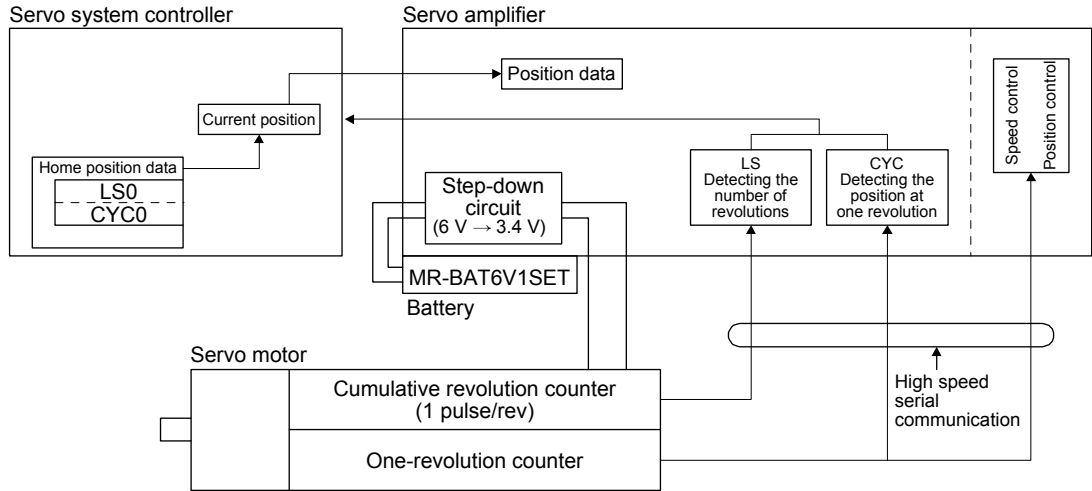 Servo system controller
Servo amplifier
Position data
Current position
Speed control
Position control
Home position data
LS0
CYC0
Step-down
circuit
(6 V → 3.4 V)
LS
Detecting the
number of
revolutions
CYC
Detecting the
position at
one revolution
MR-BAT6V1SET
Battery
Servo motor
Cumulative revolution counter
(1 pulse/rev)
One-revolution counter
High speed
serial
communication